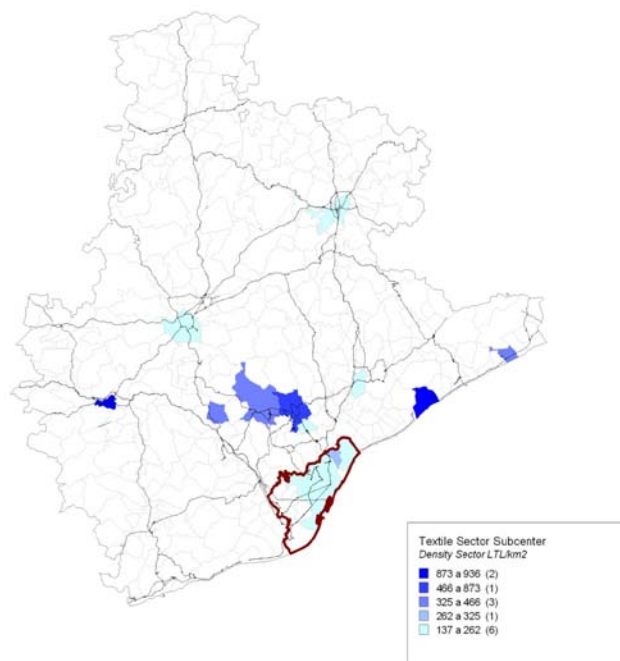 Textile Sector Subcenter
Density Sector LTL/km2
873 a 936 (2)
466 a 873 (1)
325 a 466 (3)
262 a 325 (1)
137 a 262 (6)